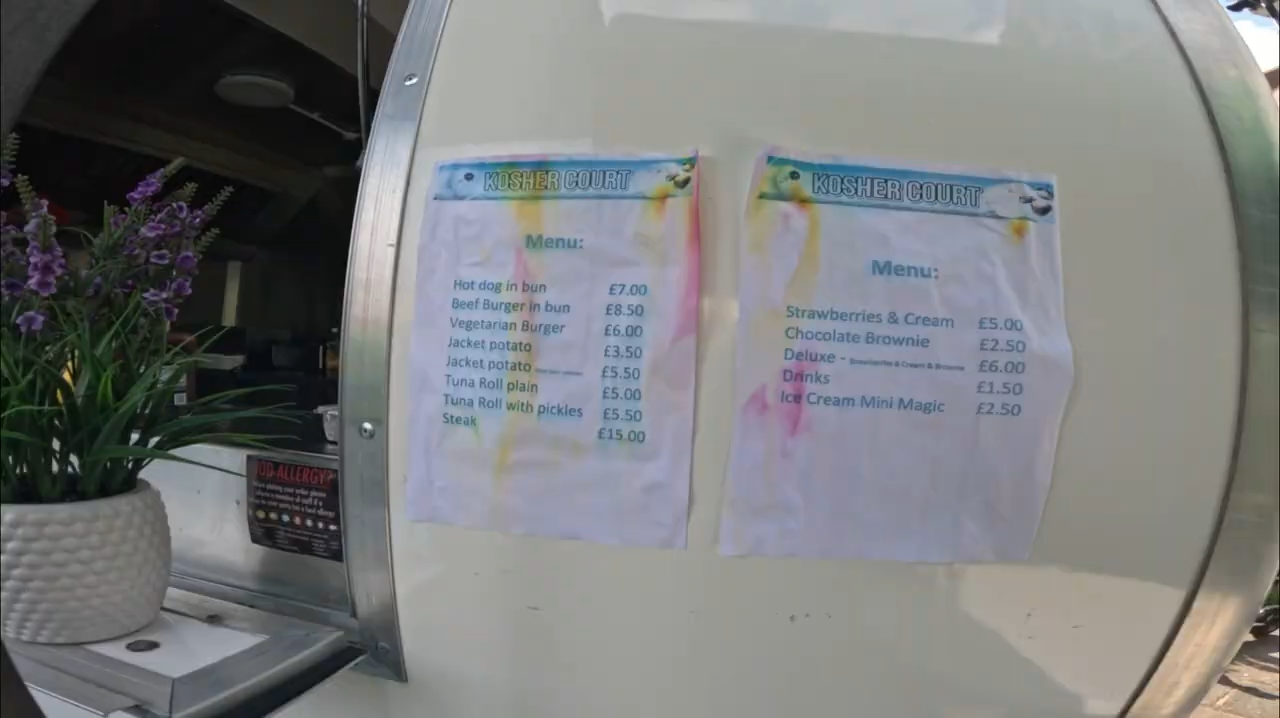 KOSHER COURT
Menu:
Hot dog in bun £7.00
Beef Burger in bun £8.50
Vegetarian Burger £6.00
Jacket potato £3.50
Jacket potato £5.50
Tuna Roll plain £5.00
Tuna Roll with pickles £5.50
Steak £15.00
KOSHER COURT
Menu:
Strawberries & Cream £5.00
Chocolate Brownie £2.50
Deluxe - Strawberries & Cream & Brownie £6.00
Drinks £1.50
Ice Cream Mini Magic £2.50
OD ALLERGY?